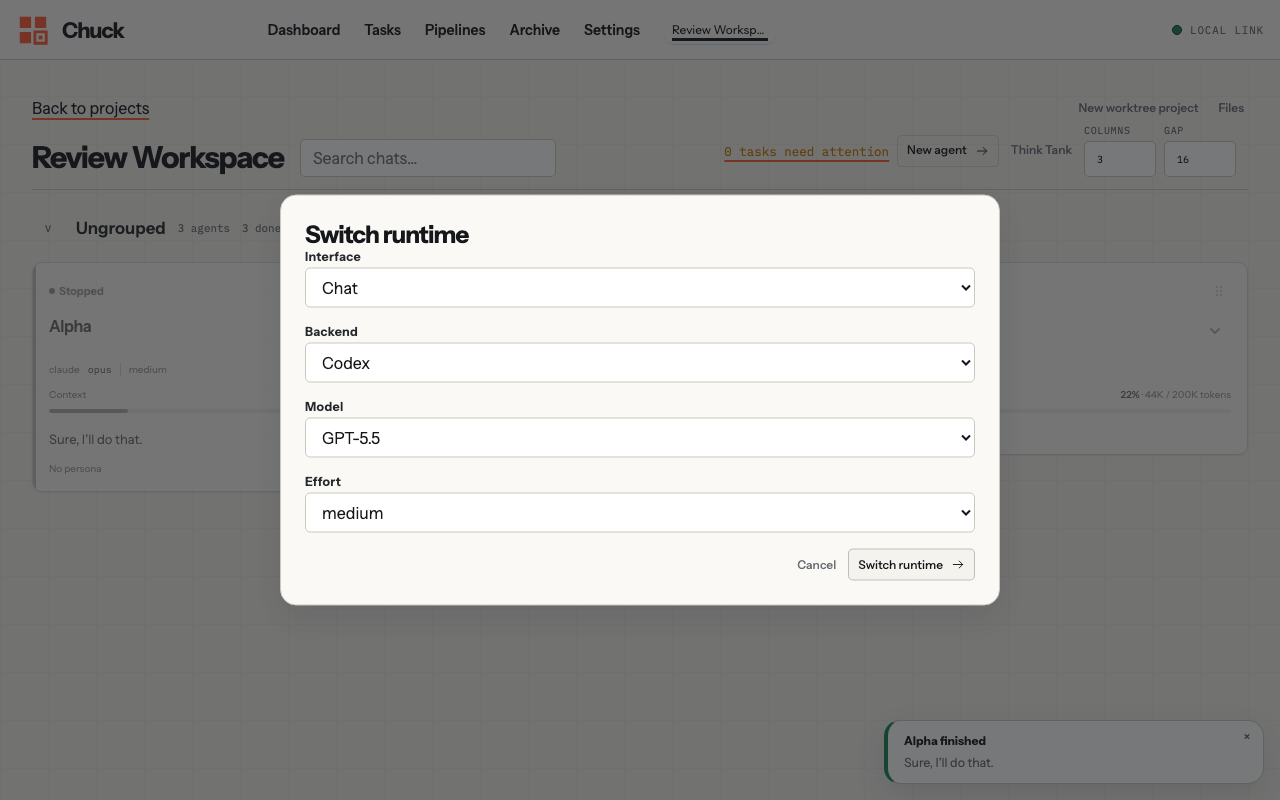 Chuck
Dashboard
Tasks
Pipelines
Archive
Settings
Review Worksp...
LOCAL LINK
Back to projects
New worktree project
Files
Review Workspace
Search chats...
0 tasks need attention
New agent
Think Tank
COLUMNS
3
GAP
16
v
Ungrouped
3 agents
3 done
Stopped
Alpha
claude opus medium
Context
22% · 44K / 200K tokens
Sure, I'll do that.
No persona
Switch runtime
Interface
Chat
Backend
Codex
Model
GPT-5.5
Effort
medium
Cancel
Switch runtime
Alpha finished
×
Sure, I'll do that.